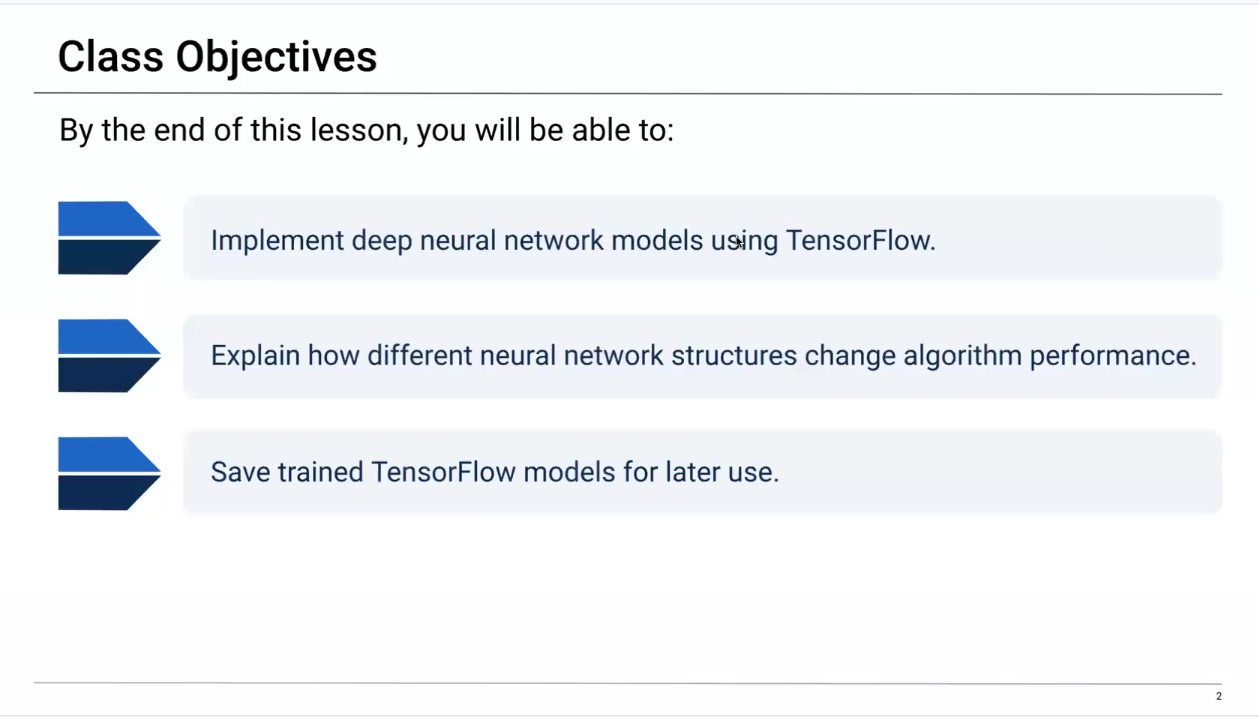 Class Objectives
By the end of this lesson, you will be able to:
Implement deep neural network models using TensorFlow.
Explain how different neural network structures change algorithm performance.
Save trained TensorFlow models for later use.
2